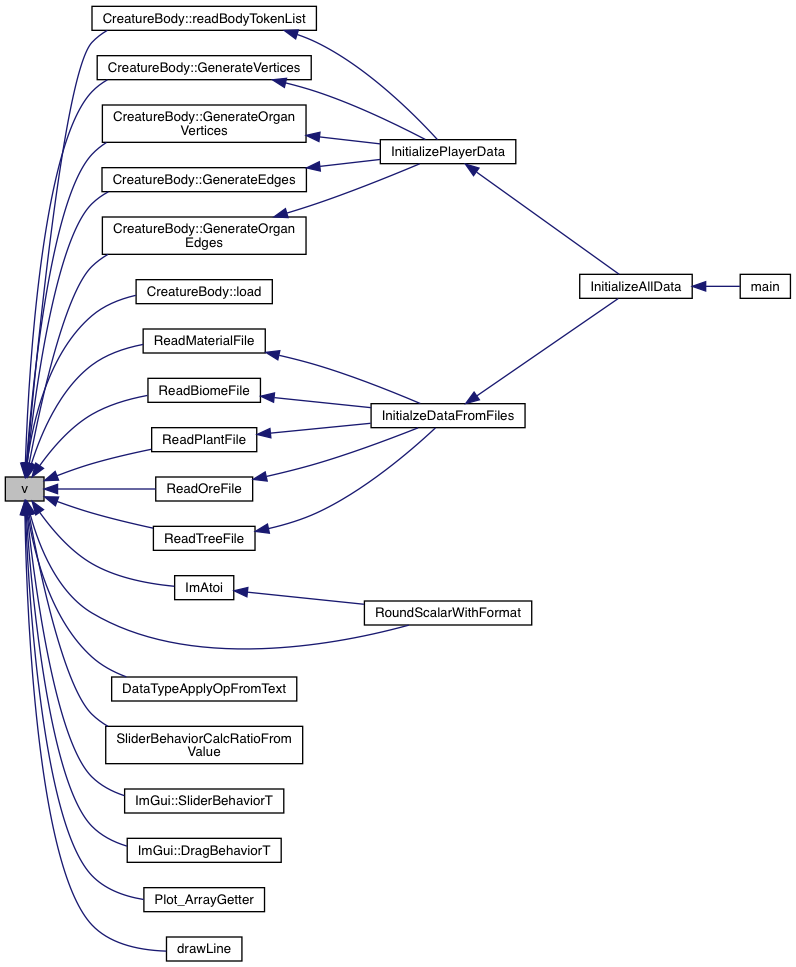 CreatureBody::readBodyTokenList
CreatureBody::GenerateVertices
CreatureBody::GenerateOrgan
Vertices
InitializePlayerData
CreatureBody::GenerateEdges
CreatureBody::GenerateOrgan
Edges
InitializeAllData
main
CreatureBody::load
ReadMaterialFile
ReadBiomeFile
InitialzeDataFromFiles
ReadPlantFile
v
ReadOreFile
ReadTreeFile
ImAtoi
RoundScalarWithFormat
DataTypeApplyOpFromText
SliderBehaviorCalcRatioFrom
Value
ImGui::SliderBehaviorT
ImGui::DragBehaviorT
Plot_ArrayGetter
drawLine